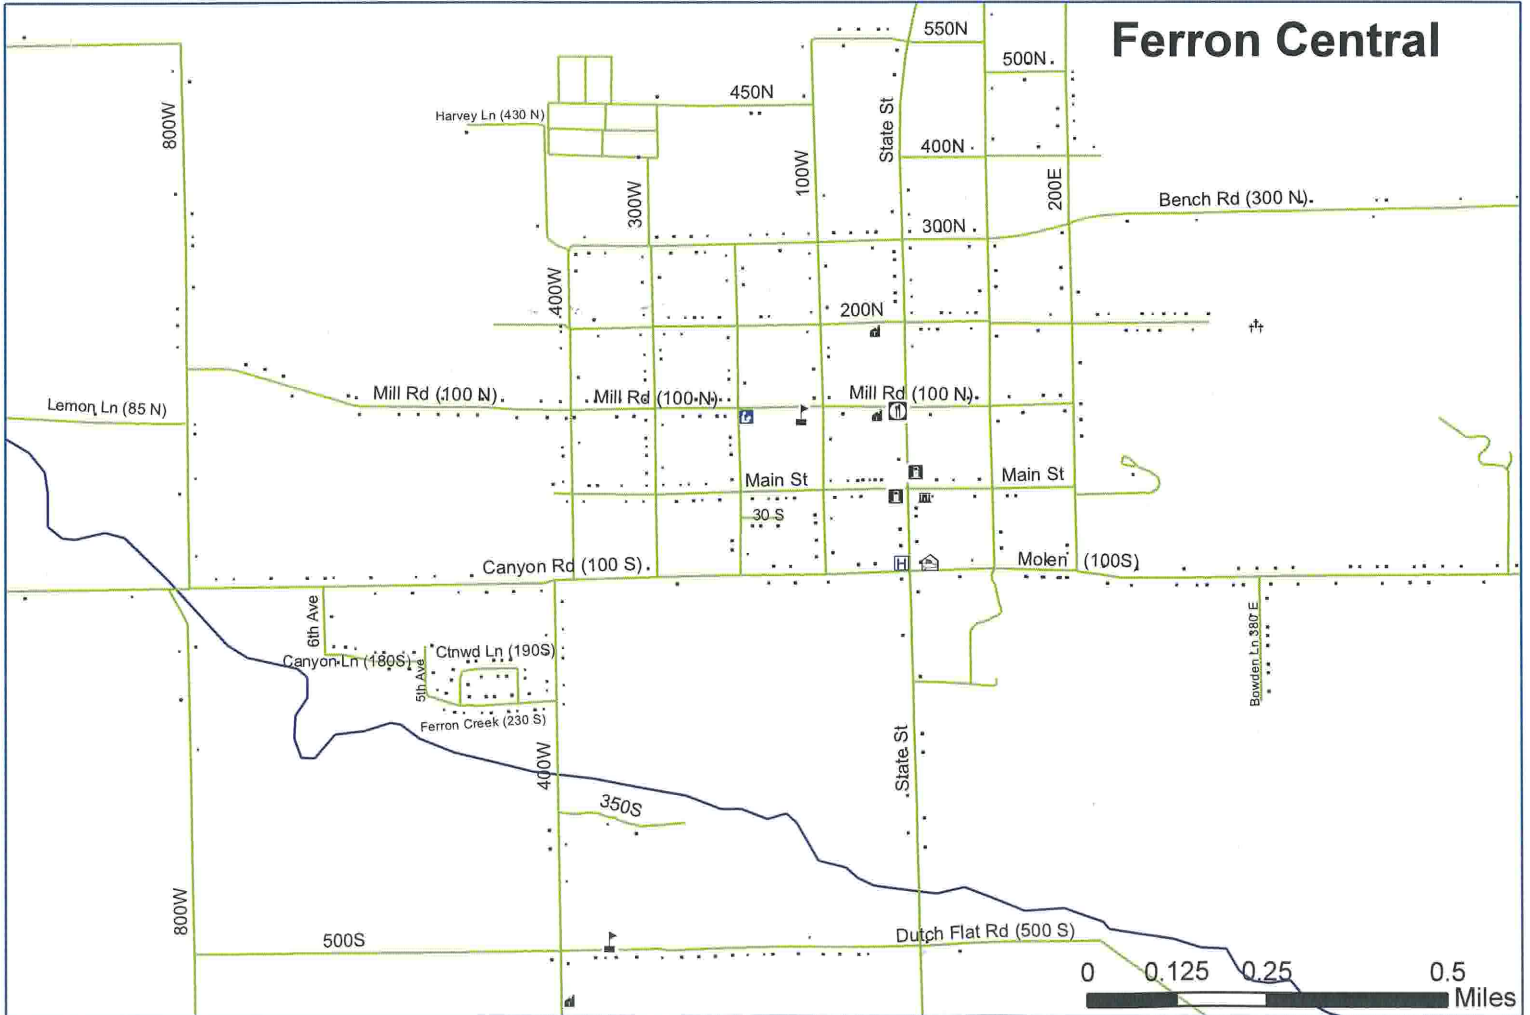 Ferron Central
550N
500N
450N
Harvey Ln (430 N)
800W
State St
400N
100W
200E
300W
Bench Rd (300 N)
300N
400W
200N
Mill Rd (100 N)
Mill Rd (100 N)
Mill Rd (100 N)
Lemon Ln (85 N)
Main St
Main St
30 S
Canyon Rd (100 S)
H
Molen (100S)
6th Ave
Ctnwd Ln (190S)
Canyon Ln (180S)
5th Ave
Bowden Ln 380 E
Ferron Creek (230 S)
400W
State St
350S
800W
500S
Dutch Flat Rd (500 S)
0 0.125 0.25 0.5
Miles